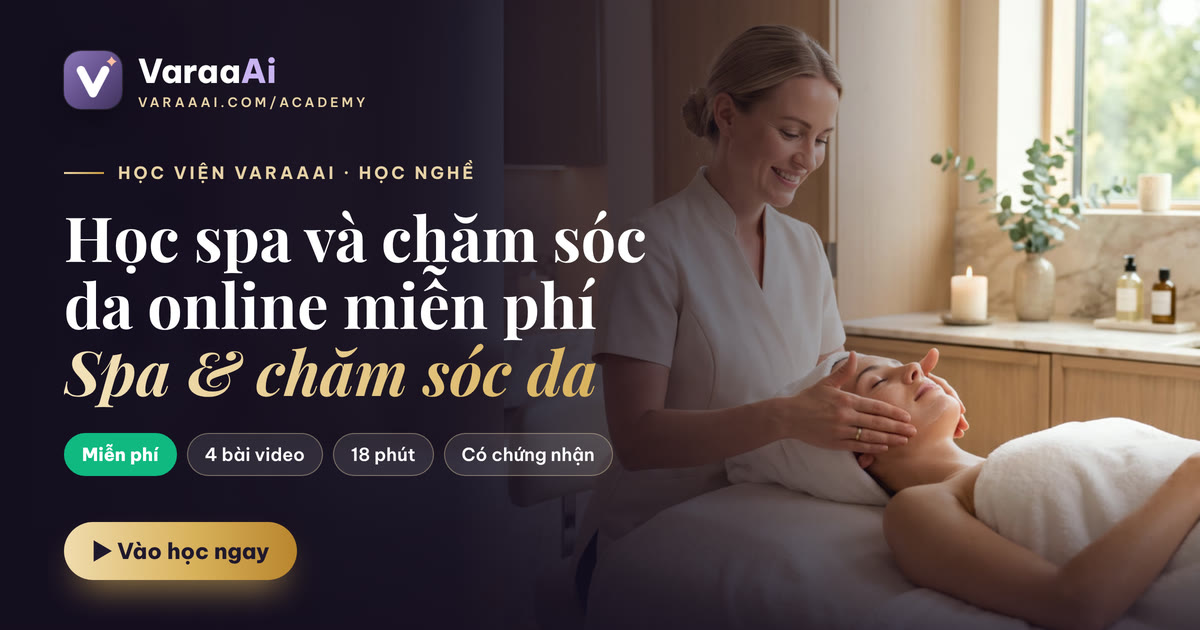 VaraaAi
VARAAAI.COM/ACADEMY
HỌC VIỆN VARAAAI · HỌC NGHỀ
Học spa và chăm sóc
da online miễn phí
Spa & chăm sóc da
Miễn phí
4 bài video
18 phút
Có chứng nhận
▶ Vào học ngay